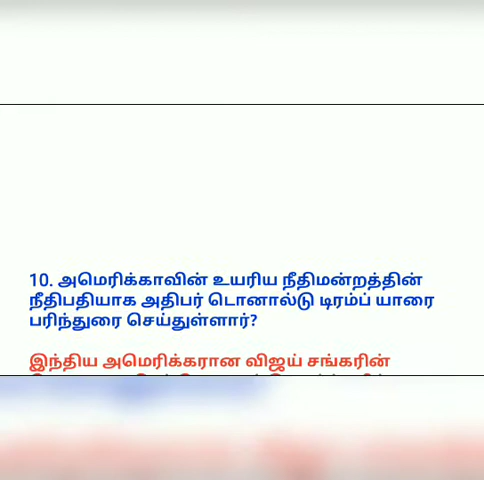 10. அமெரிக்காவின் உயரிய நீதிமன்றத்தின்
நீதிபதியாக அதிபர் டொனால்டு டிரம்ப் யாரை
பரிந்துரை செய்துள்ளார்?
இந்திய அமெரிக்கரான விஜய் சங்கரின்